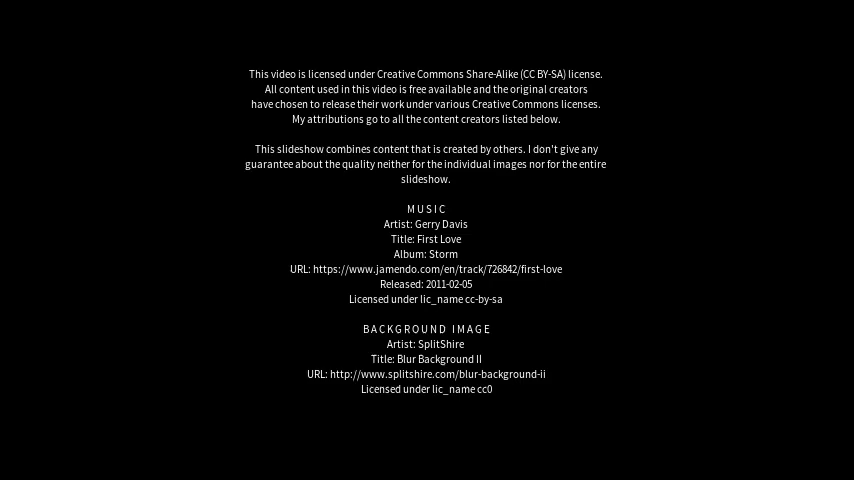 This video is licensed under Creative Commons Share-Alike (CC BY-SA) license.
All content used in this video is free available and the original creators
have chosen to release their work under various Creative Commons licenses.
My attributions go to all the content creators listed below.
This slideshow combines content that is created by others. I don't give any
guarantee about the quality neither for the individual images nor for the entire
slideshow.
MUSIC
Artist: Gerry Davis
Title: First Love
Album: Storm
URL: https://www.jamendo.com/en/track/726842/first-love
Released: 2011-02-05
Licensed under lic_name cc-by-sa
BACKGROUND IMAGE
Artist: SplitShire
Title: Blur Background II
URL: http://www.splitshire.com/blur-background-ii
Licensed under lic_name cc0